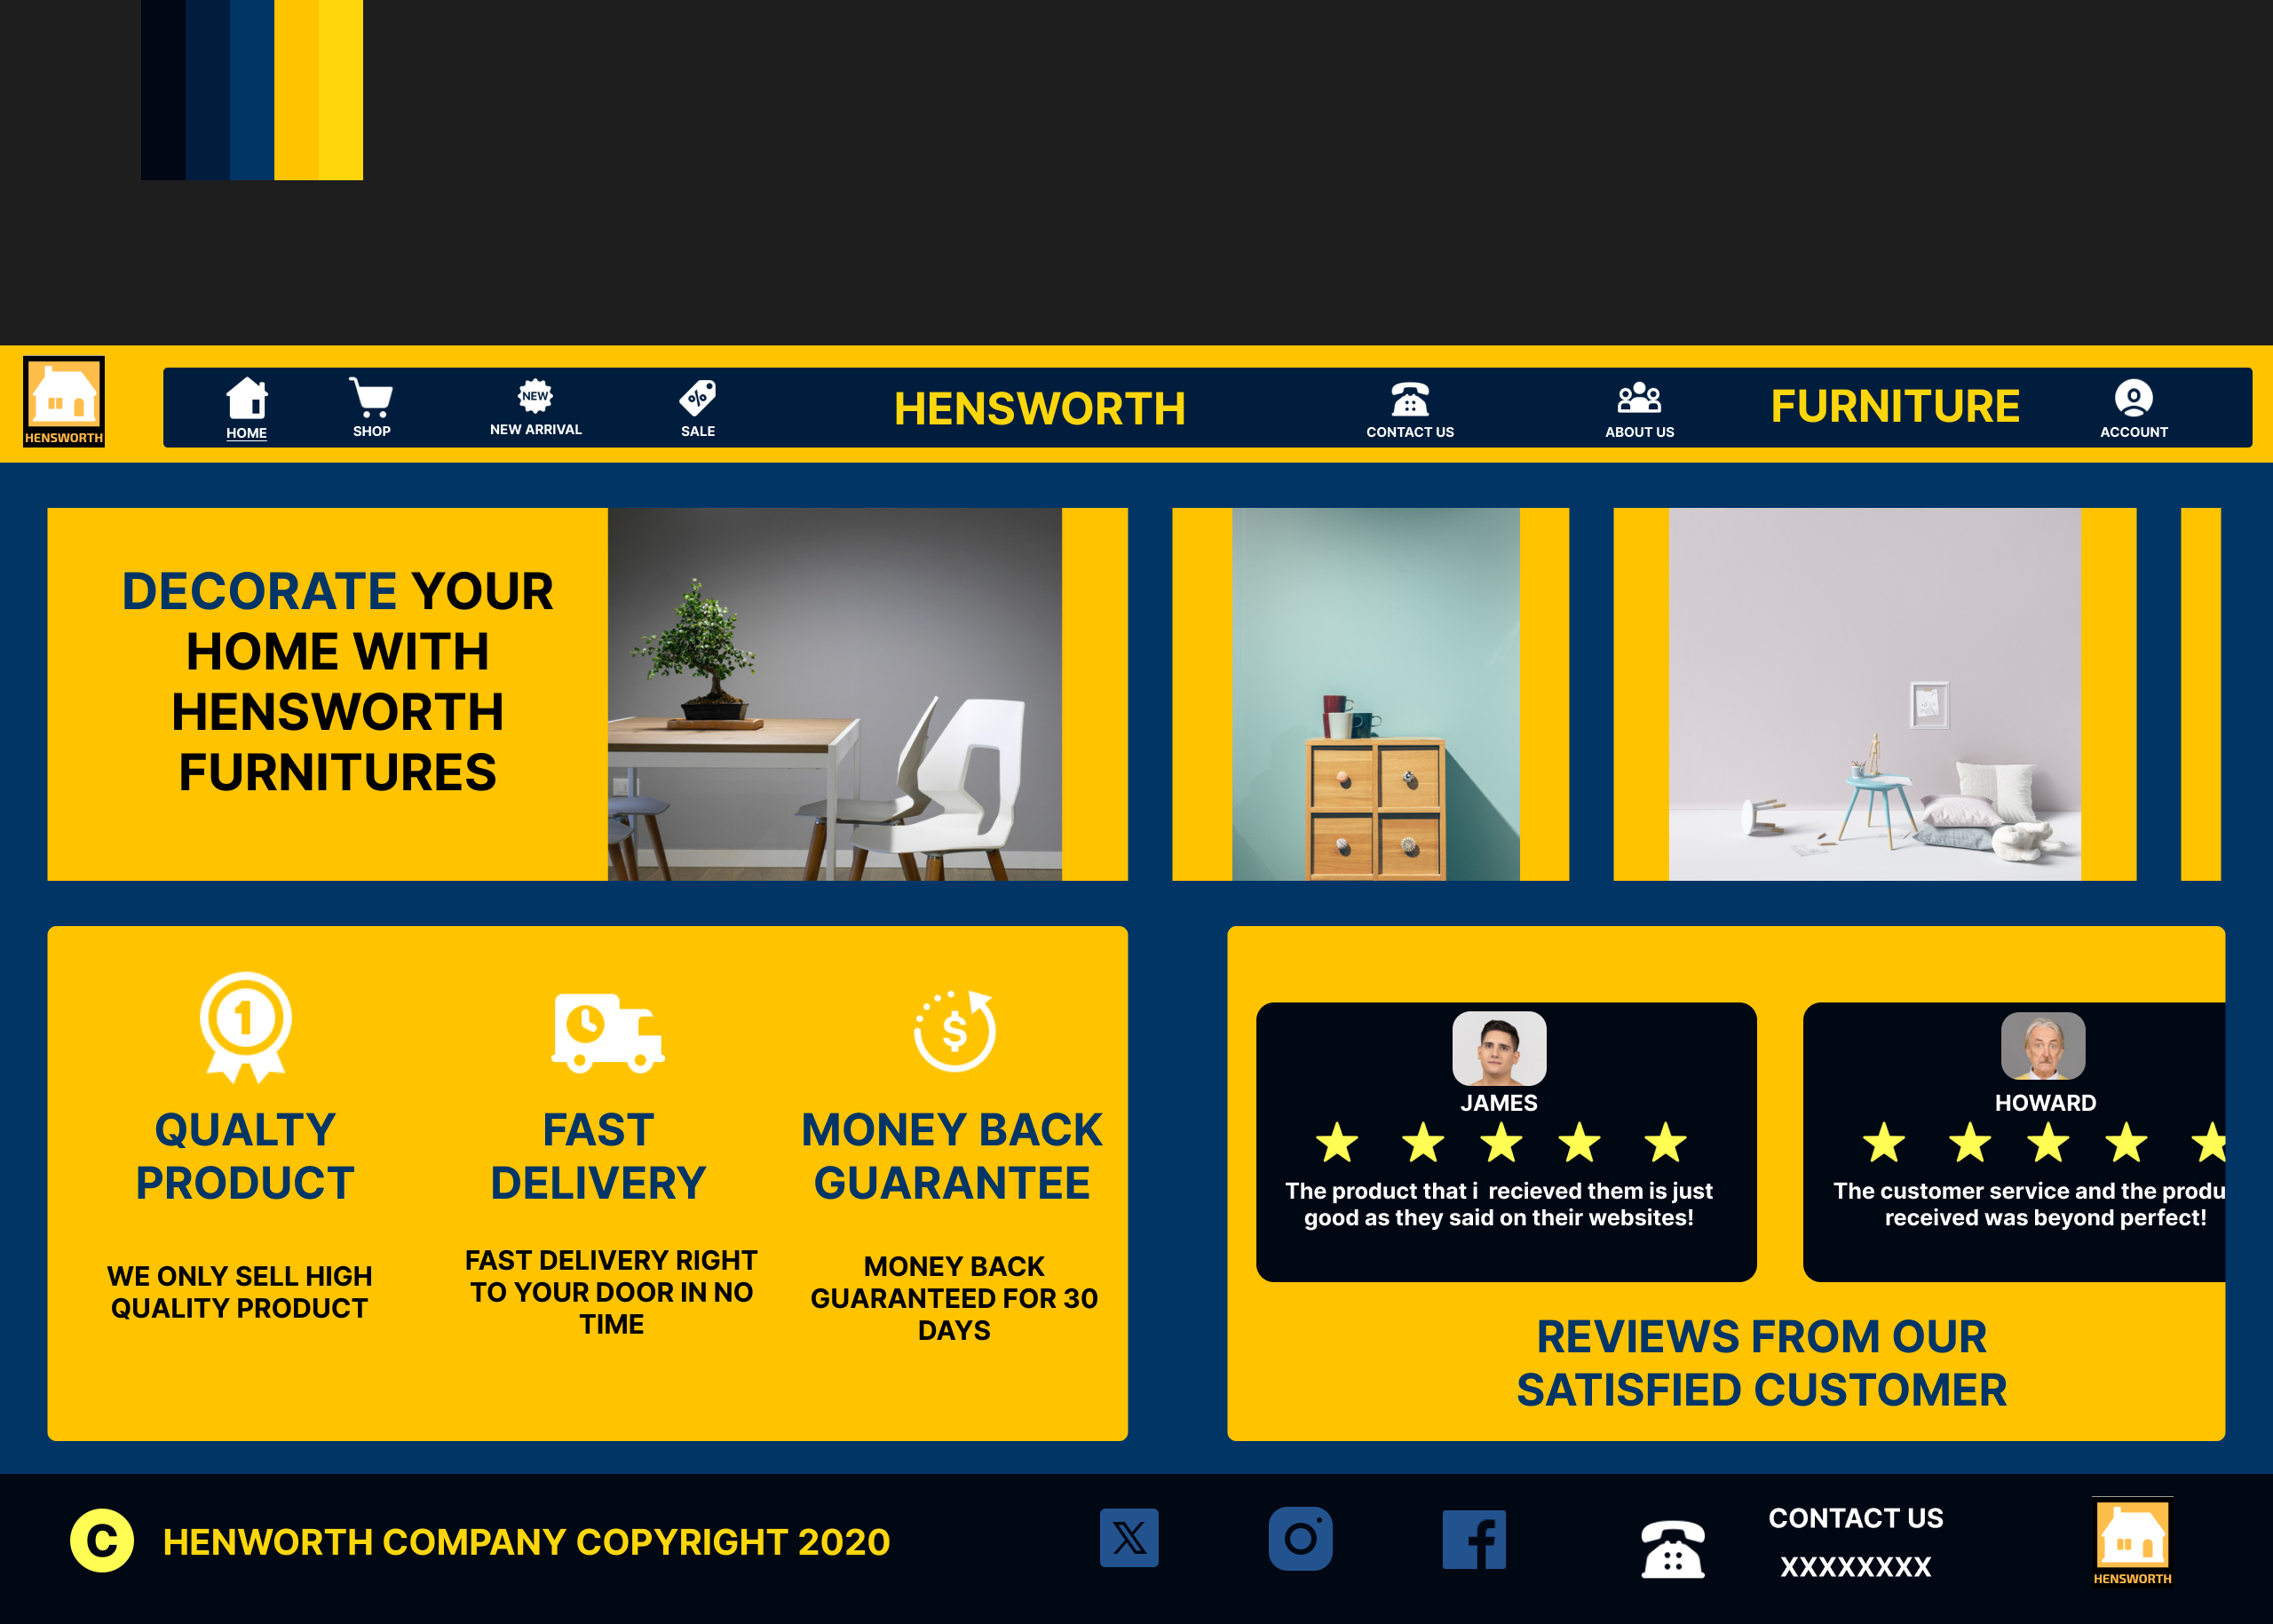 HENSWORTH
HOME
SHOP
NEW
NEW ARRIVAL
%
SALE
HENSWORTH
CONTACT US
ABOUT US
FURNITURE
ACCOUNT
DECORATE YOUR
HOME WITH
HENSWORTH
FURNITURES
1
QUALTY
PRODUCT
WE ONLY SELL HIGH
QUALITY PRODUCT
FAST
DELIVERY
FAST DELIVERY RIGHT
TO YOUR DOOR IN NO
TIME
$
MONEY BACK
GUARANTEE
MONEY BACK
GUARANTEED FOR 30
DAYS
JAMES
The product that i  recieved them is just
good as they said on their websites!
HOWARD
The customer service and the produ
received was beyond perfect!
REVIEWS FROM OUR
SATISFIED CUSTOMER
C
HENWORTH COMPANY COPYRIGHT 2020
X
f
CONTACT US
XXXXXXXX
HENSWORTH